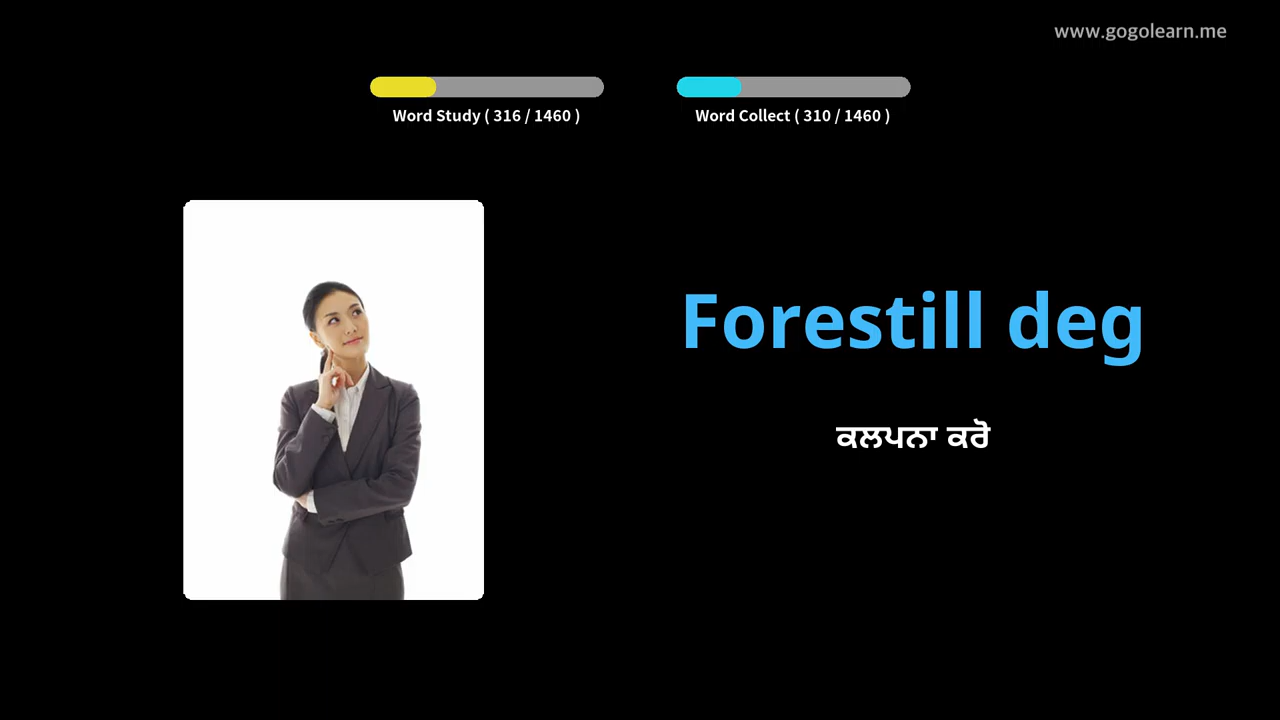 www.gogolearn.me
Word Study ( 316 / 1460 )
Word Collect ( 310 / 1460 )
Forestill deg
ਕਲਪਨਾ ਕਰੋ